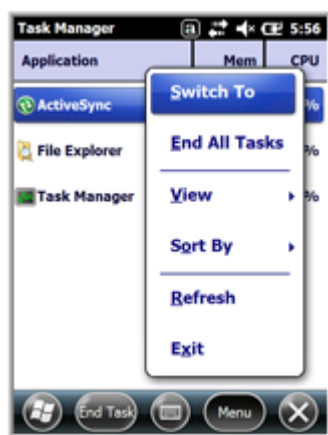 Task Manager a 5:56
Application Mem CPU
ActiveSync %
File Explorer %
Task Manager %
Switch To
End All Tasks
View
Sort By
Refresh
Exit
End Task Menu